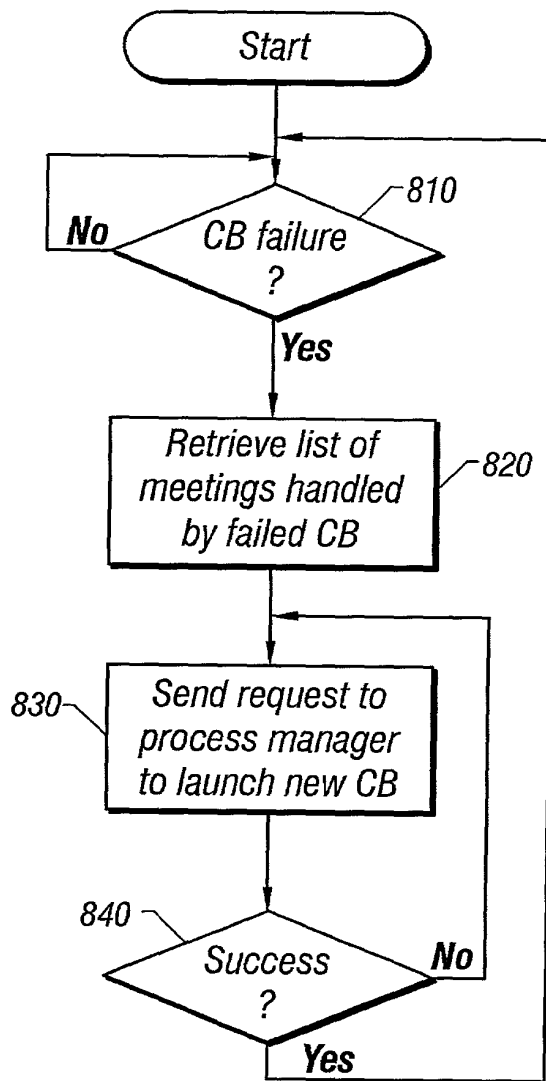 Start
810
No
CB failure
?
Yes
Retrieve list of
meetings handled
by failed CB
820
830
Send request to
process manager
to launch new CB
840
Success
?
No
Yes